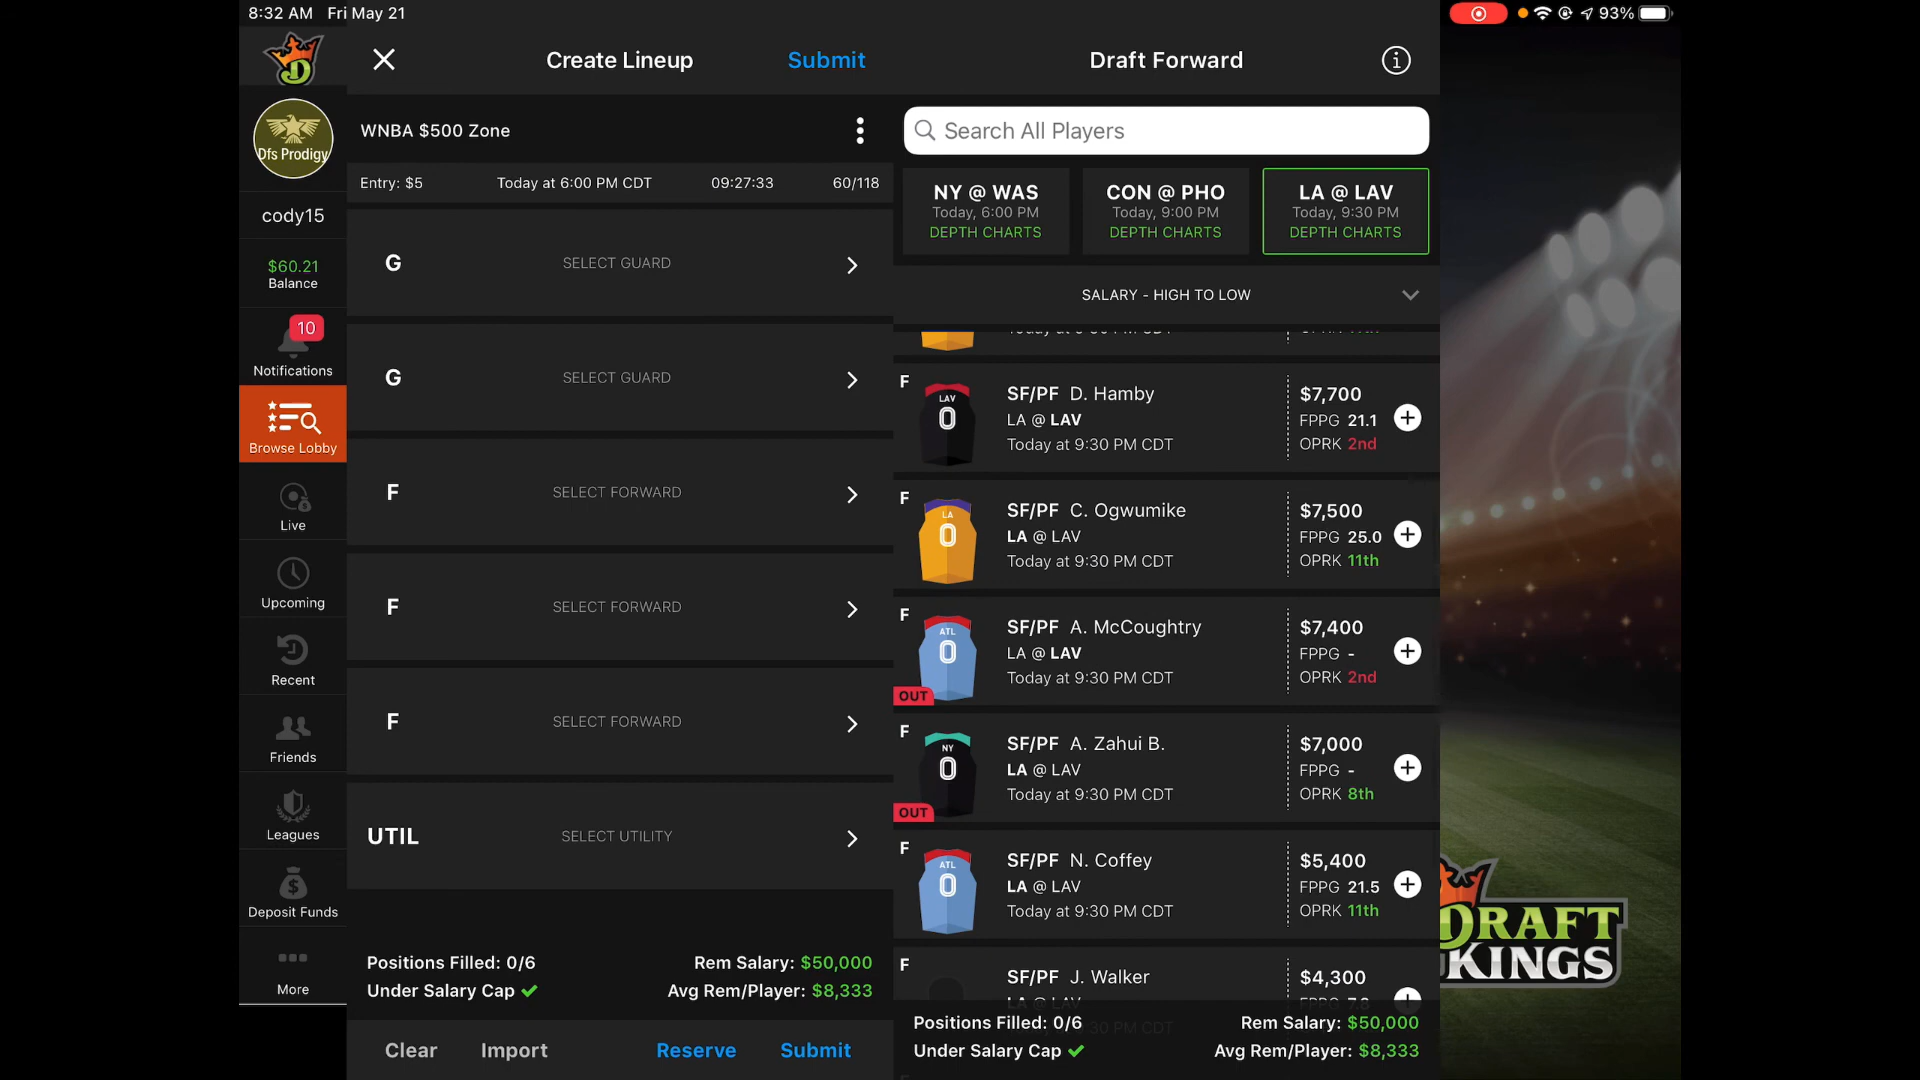 8:32 AM Fri May 21
93%
Dfs Prodigy
cody15
$60.21
Balance
10
Notifications
Browse Lobby
Live
Upcoming
Recent
Friends
Leagues
Deposit Funds
More
Create Lineup
Submit
WNBA $500 Zone
Entry: $5
Today at 6:00 PM CDT
09:27:33
60/118
G SELECT GUARD
G SELECT GUARD
F SELECT FORWARD
F SELECT FORWARD
F SELECT FORWARD
UTIL SELECT UTILITY
Positions Filled: 0/6
Rem Salary: $50,000
Under Salary Cap
Avg Rem/Player: $8,333
Clear
Import
Reserve
Submit
Draft Forward
Search All Players
NY @ WAS
Today, 6:00 PM
DEPTH CHARTS
CON @ PHO
Today, 9:00 PM
DEPTH CHARTS
LA @ LAV
Today, 9:30 PM
DEPTH CHARTS
SALARY - HIGH TO LOW
F
LAV
0
SF/PF D. Hamby
LA @ LAV
Today at 9:30 PM CDT
$7,700
FPPG 21.1
OPRK 2nd
F
LA
0
SF/PF C. Ogwumike
LA @ LAV
Today at 9:30 PM CDT
$7,500
FPPG 25.0
OPRK 11th
F
ATL
0
OUT
SF/PF A. McCoughtry
LA @ LAV
Today at 9:30 PM CDT
$7,400
FPPG -
OPRK 2nd
F
NY
0
OUT
SF/PF A. Zahui B.
LA @ LAV
Today at 9:30 PM CDT
$7,000
FPPG -
OPRK 8th
F
ATL
0
SF/PF N. Coffey
LA @ LAV
Today at 9:30 PM CDT
$5,400
FPPG 21.5
OPRK 11th
F
SF/PF J. Walker
$4,300
Positions Filled: 0/6
Rem Salary: $50,000
Under Salary Cap
Avg Rem/Player: $8,333
DRAFT
KINGS